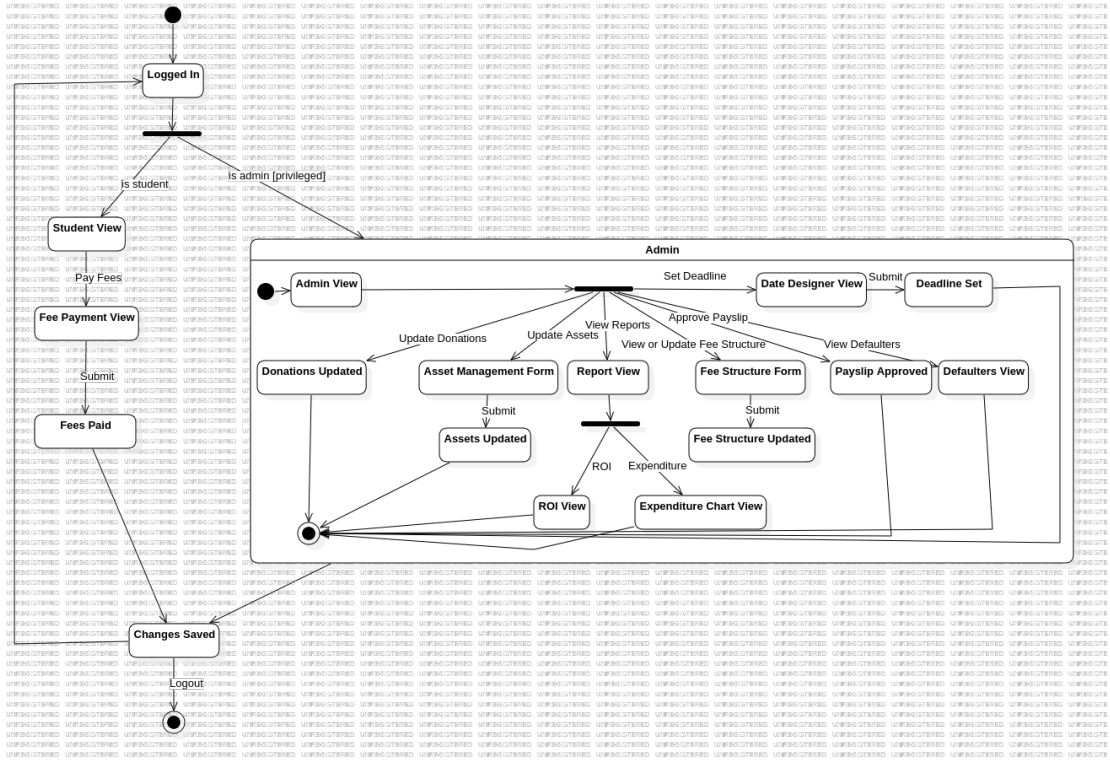 Logged In
is student
is admin [privileged]
Student View
Pay Fees
Fee Payment View
Submit
Fees Paid
Admin
Admin View
Set Deadline
Date Designer View
Submit
Deadline Set
Update Donations
Update Assets
View Reports
View or Update Fee Structure
Approve Payslip
View Defaulters
Donations Updated
Asset Management Form
Report View
Fee Structure Form
Payslip Approved
Defaulters View
Submit
Submit
Assets Updated
Fee Structure Updated
ROI
Expenditure
ROI View
Expenditure Chart View
Changes Saved
Logout